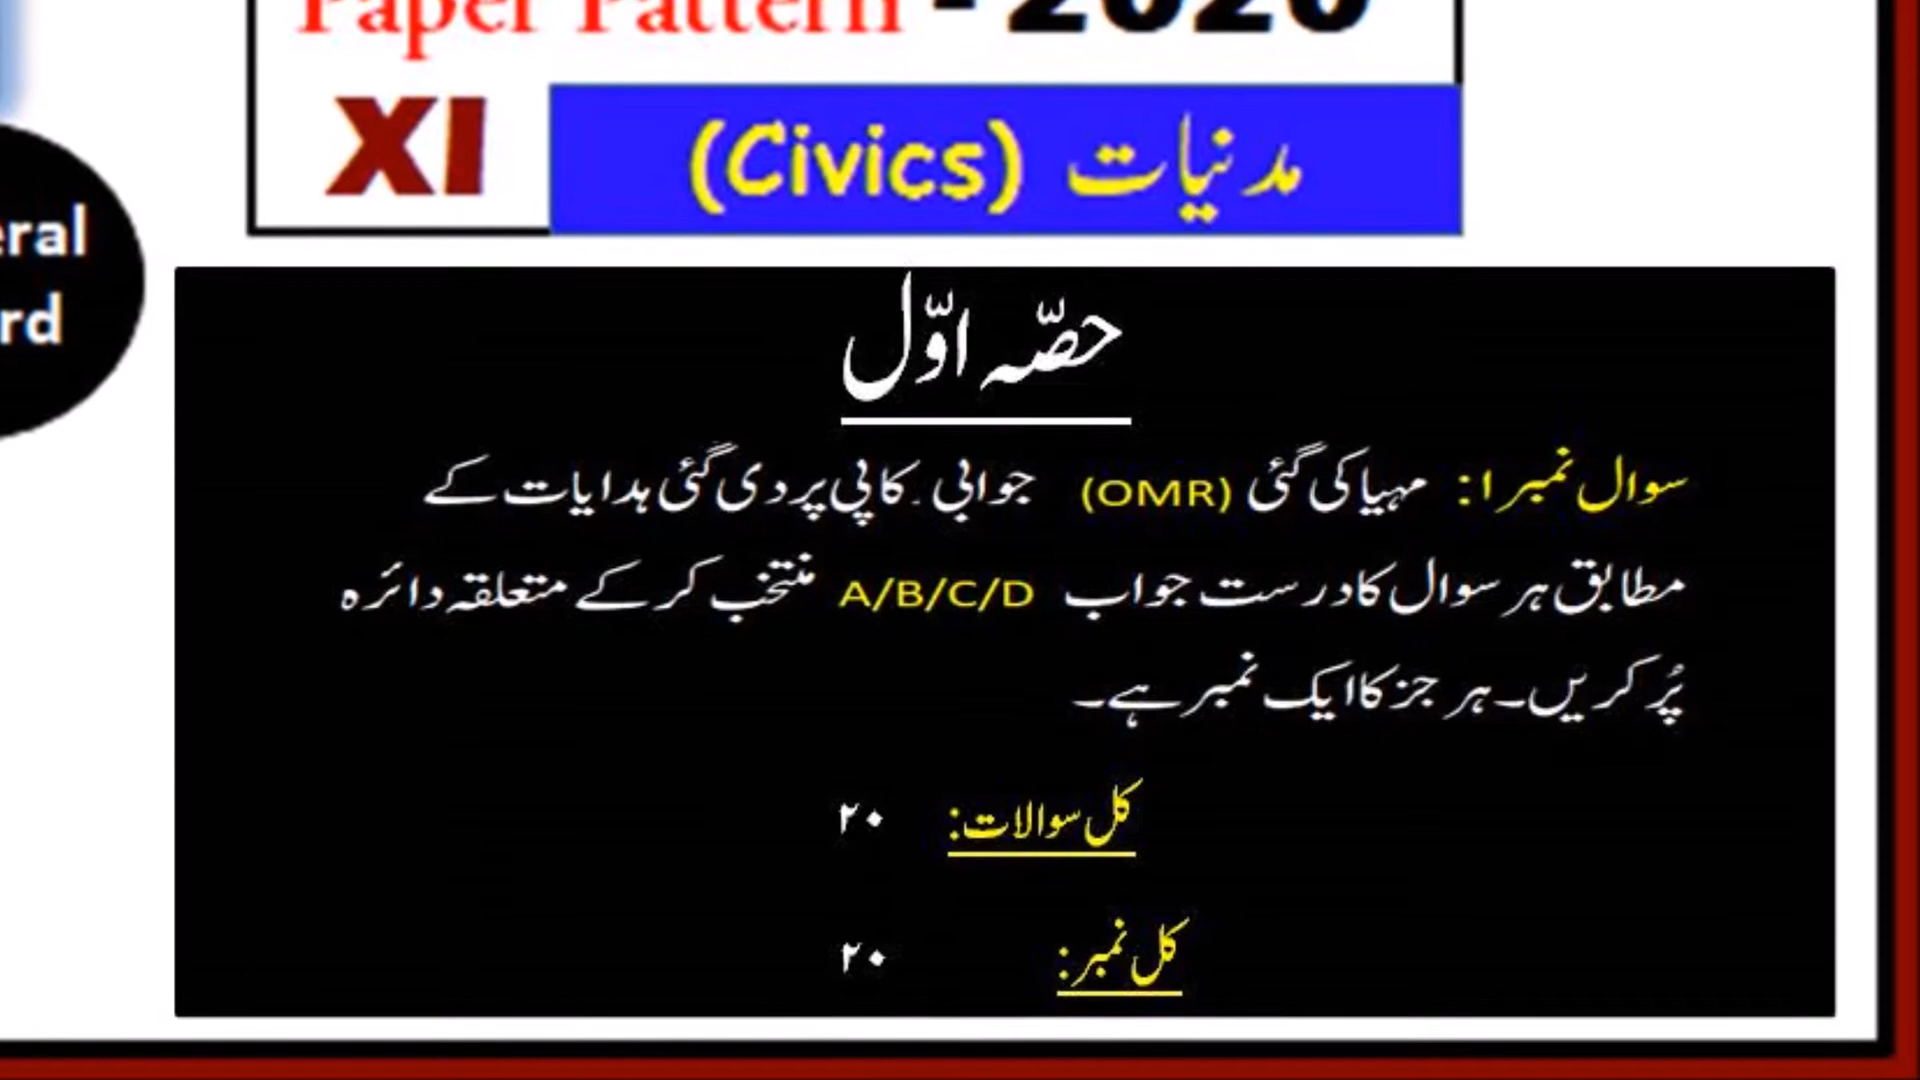 Paper Pattern - 2020
XI
مدنیات (Civics)
eral
rd
حصّہ اوّل
سوال نمبر ۱: مہیا کی گئی (OMR) جوابی۔کاپی پر دی گئی ہدایات کے
مطابق ہر سوال کا درست جواب A/B/C/D منتخب کر کے متعلقہ دائرہ
پُر کریں۔ ہر جز کا ایک نمبر ہے۔
کل سوالات: ۲۰
کل نمبر: ۲۰